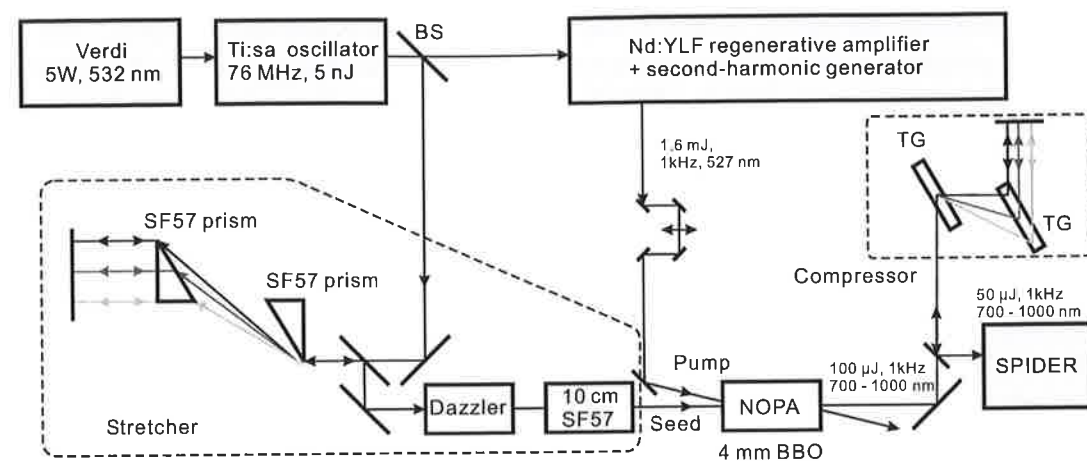 Verdi
5W, 532 nm
Ti:sa oscillator
76 MHz, 5 nJ
BS
Nd:YLF regenerative amplifier
+ second-harmonic generator
1.6 mJ,
1kHz, 527 nm
TG
TG
SF57 prism
SF57 prism
Compressor
50 µJ, 1kHz
700 - 1000 nm
Pump
100 µJ, 1kHz
700 - 1000 nm
SPIDER
Dazzler
10 cm
SF57
NOPA
Seed
Stretcher
4 mm BBO